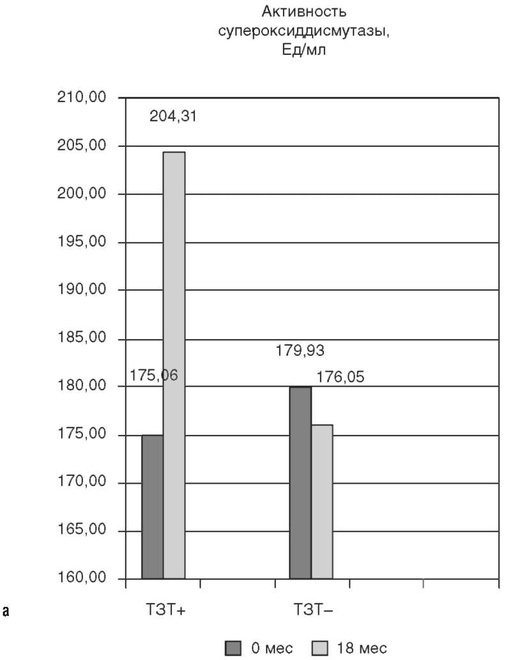 Активность
супероксиддисмутазы,
Ед/мл
210,00
204,31
205,00
200,00
195,00
190,00
185,00
179,93
175,06
176,05
180,00
175,00
170,00
165,00
160,00
а
ТЗТ+
ТЗТ–
0 мес
18 мес